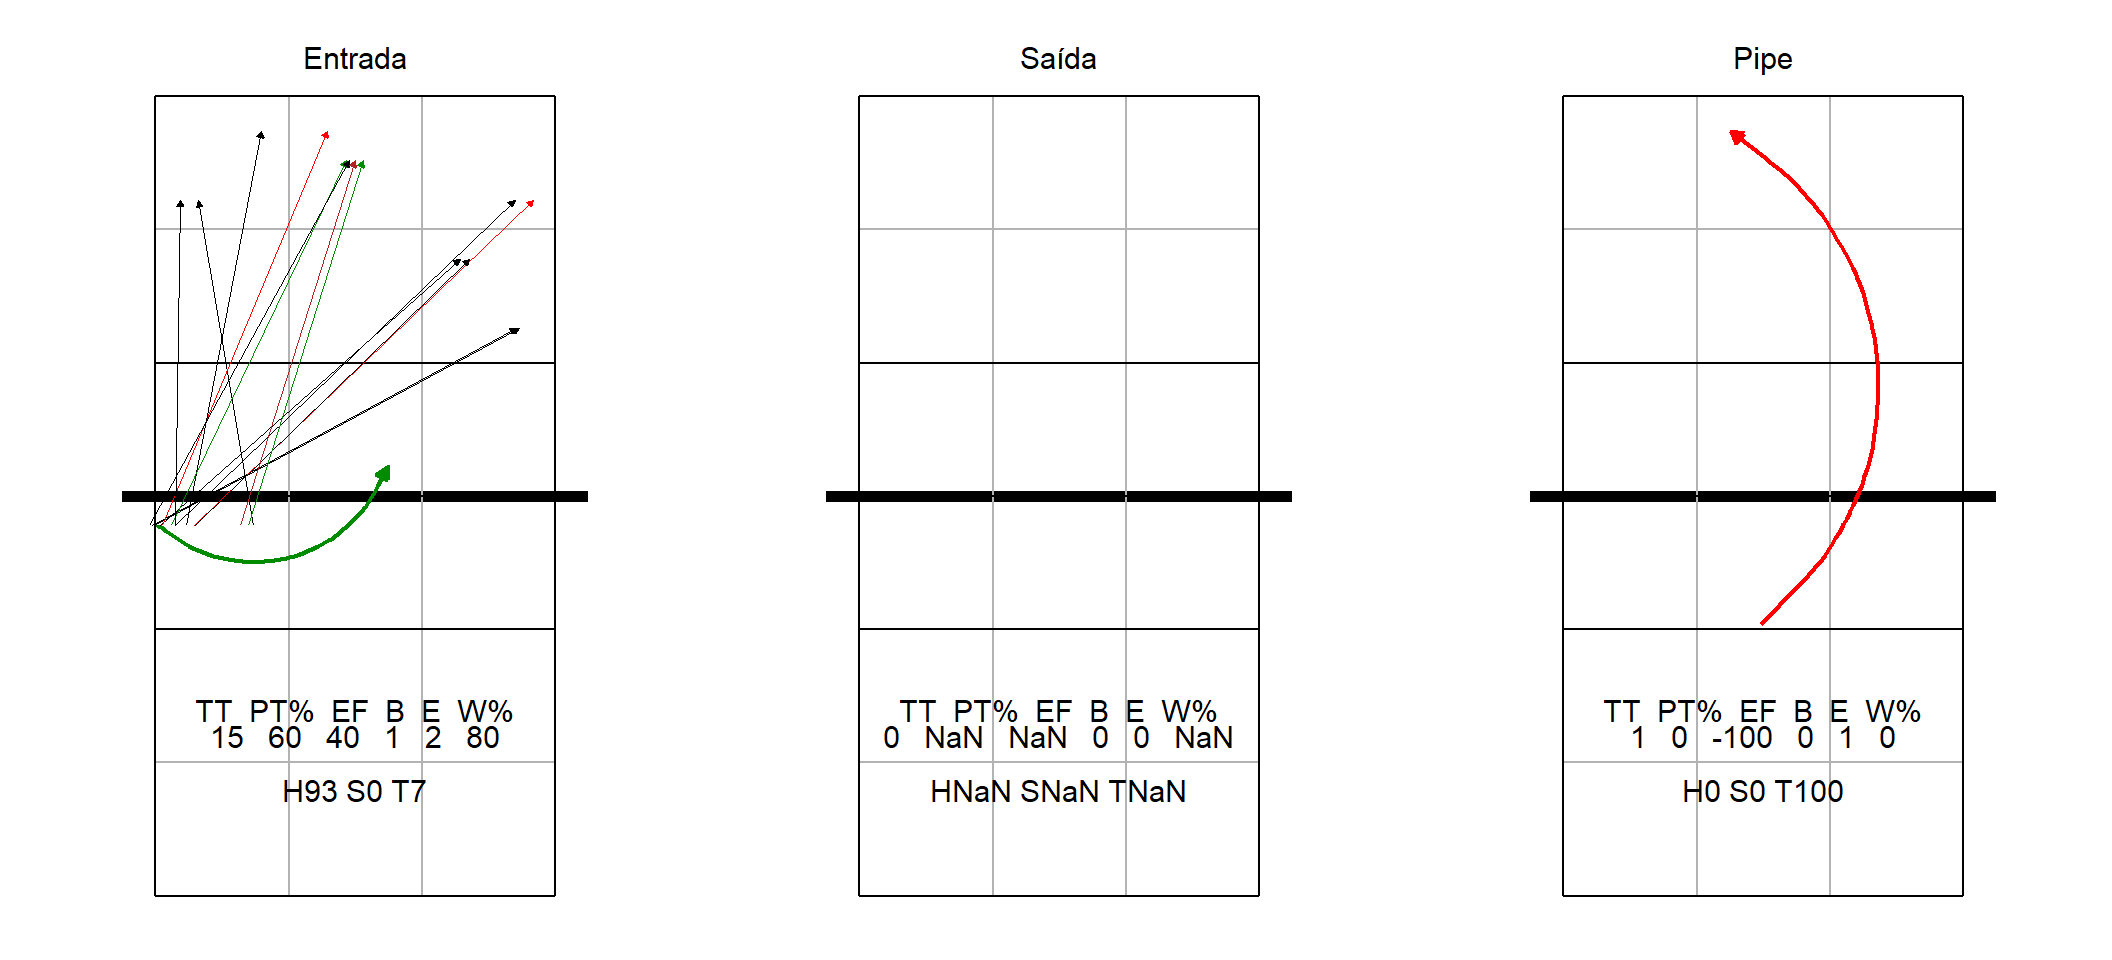 Entrada
TT PT% EF B E W%
15 60 40 1 2 80
H93 S0 T7
Saída
TT PT% EF B E W%
0 NaN NaN 0 0 NaN
HNaN SNaN TNaN
Pipe
TT PT% EF B E W%
1 0 -100 0 1 0
H0 S0 T100